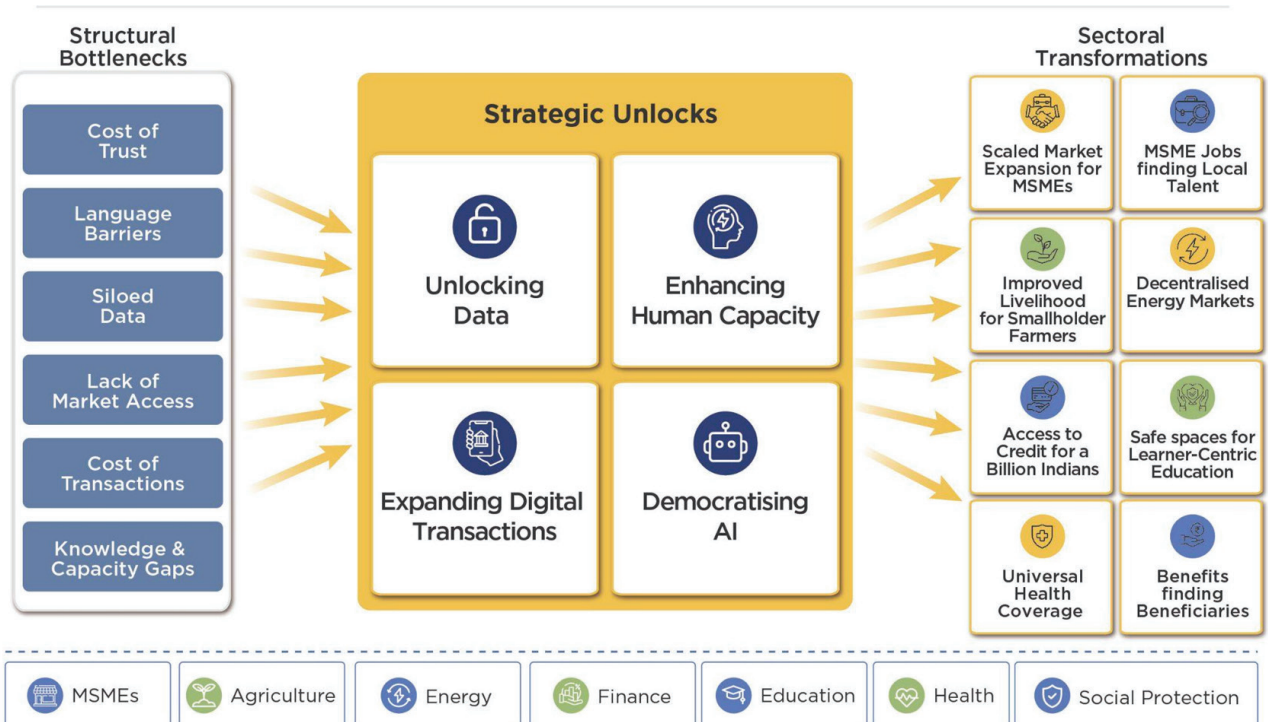 Structural
Bottlenecks
Cost of
Trust
Language
Barriers
Siloed
Data
Lack of
Market Access
Cost of
Transactions
Knowledge &
Capacity Gaps
Strategic Unlocks
Unlocking
Data
Enhancing
Human Capacity
Expanding Digital
Transactions
Democratising
AI
Sectoral
Transformations
Scaled Market
Expansion for
MSMEs
MSME Jobs
finding Local
Talent
Improved
Livelihood
for Smallholder
Farmers
Decentralised
Energy Markets
Access to
Credit for a
Billion Indians
Safe spaces for
Learner-Centric
Education
Universal
Health
Coverage
Benefits
finding
Beneficiaries
MSMEs
Agriculture
Energy
Finance
Education
Health
Social Protection